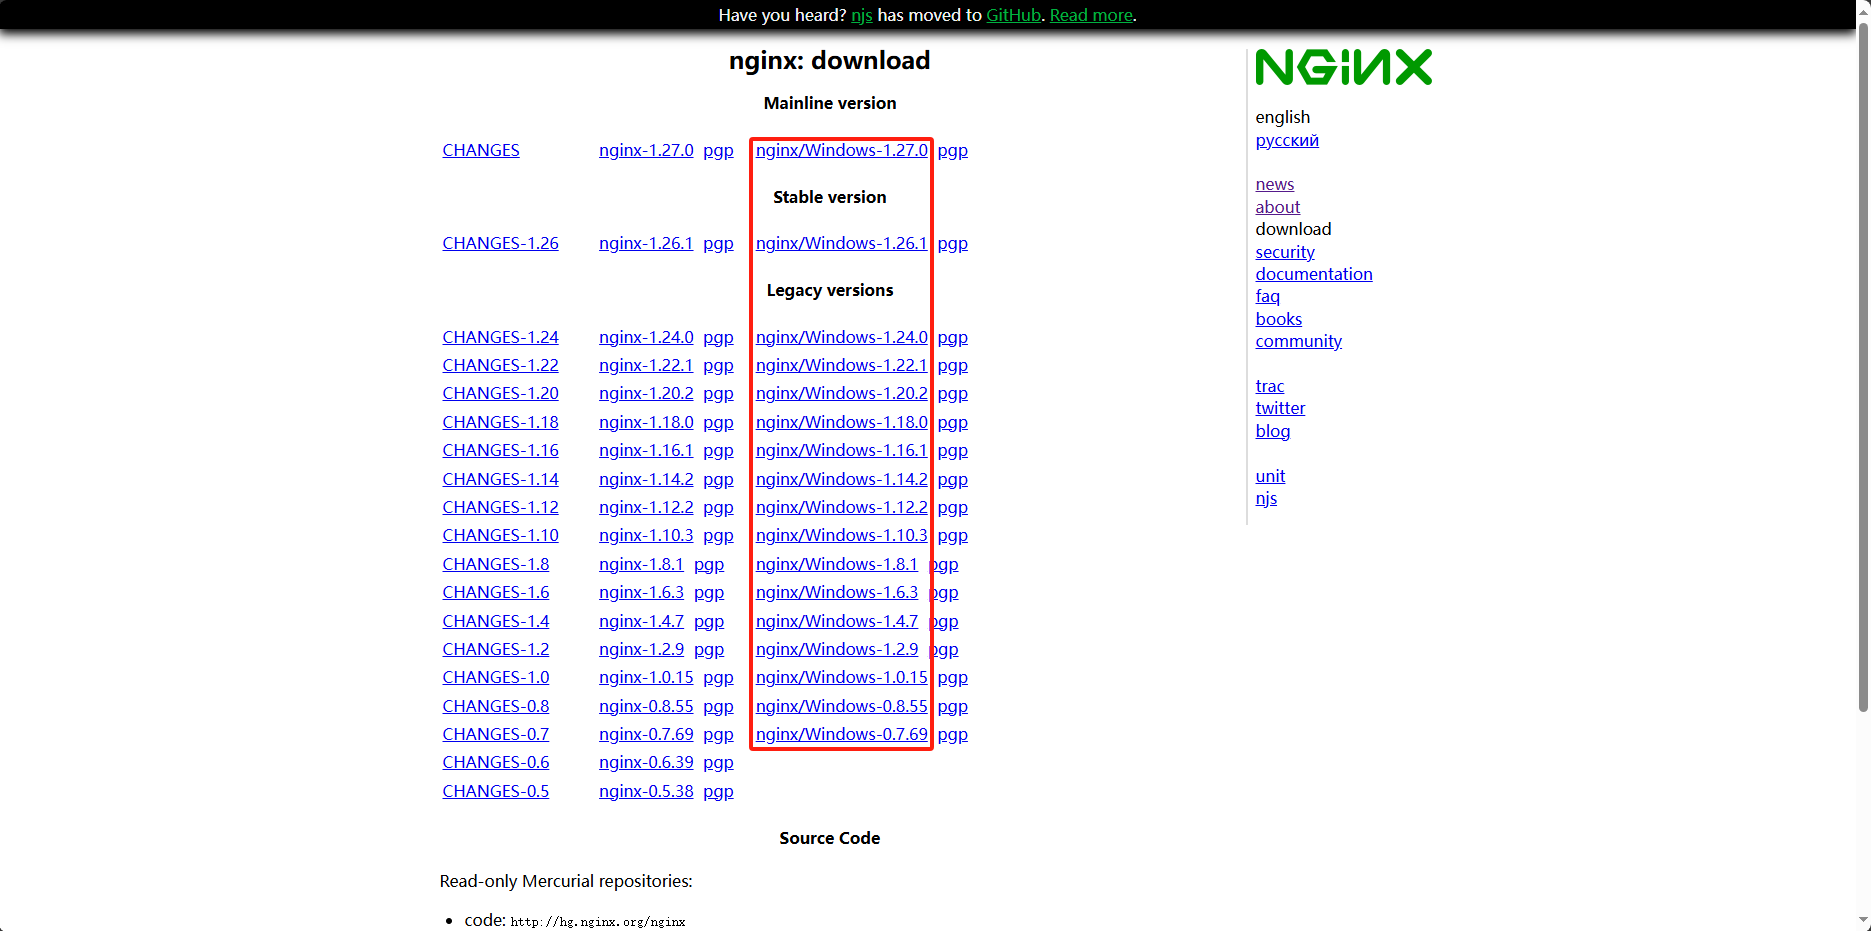 Have you heard? njs has moved to GitHub. Read more.
nginx: download
Mainline version
CHANGES nginx-1.27.0 pgp nginx/Windows-1.27.0 pgp
Stable version
CHANGES-1.26 nginx-1.26.1 pgp nginx/Windows-1.26.1 pgp
Legacy versions
CHANGES-1.24 nginx-1.24.0 pgp nginx/Windows-1.24.0 pgp
CHANGES-1.22 nginx-1.22.1 pgp nginx/Windows-1.22.1 pgp
CHANGES-1.20 nginx-1.20.2 pgp nginx/Windows-1.20.2 pgp
CHANGES-1.18 nginx-1.18.0 pgp nginx/Windows-1.18.0 pgp
CHANGES-1.16 nginx-1.16.1 pgp nginx/Windows-1.16.1 pgp
CHANGES-1.14 nginx-1.14.2 pgp nginx/Windows-1.14.2 pgp
CHANGES-1.12 nginx-1.12.2 pgp nginx/Windows-1.12.2 pgp
CHANGES-1.10 nginx-1.10.3 pgp nginx/Windows-1.10.3 pgp
CHANGES-1.8 nginx-1.8.1 pgp nginx/Windows-1.8.1 pgp
CHANGES-1.6 nginx-1.6.3 pgp nginx/Windows-1.6.3 pgp
CHANGES-1.4 nginx-1.4.7 pgp nginx/Windows-1.4.7 pgp
CHANGES-1.2 nginx-1.2.9 pgp nginx/Windows-1.2.9 pgp
CHANGES-1.0 nginx-1.0.15 pgp nginx/Windows-1.0.15 pgp
CHANGES-0.8 nginx-0.8.55 pgp nginx/Windows-0.8.55 pgp
CHANGES-0.7 nginx-0.7.69 pgp nginx/Windows-0.7.69 pgp
CHANGES-0.6 nginx-0.6.39 pgp
CHANGES-0.5 nginx-0.5.38 pgp
Source Code
Read-only Mercurial repositories:
• code: http://hg.nginx.org/nginx
NGINX
english
русский
news
about
download
security
documentation
faq
books
community
trac
twitter
blog
unit
njs